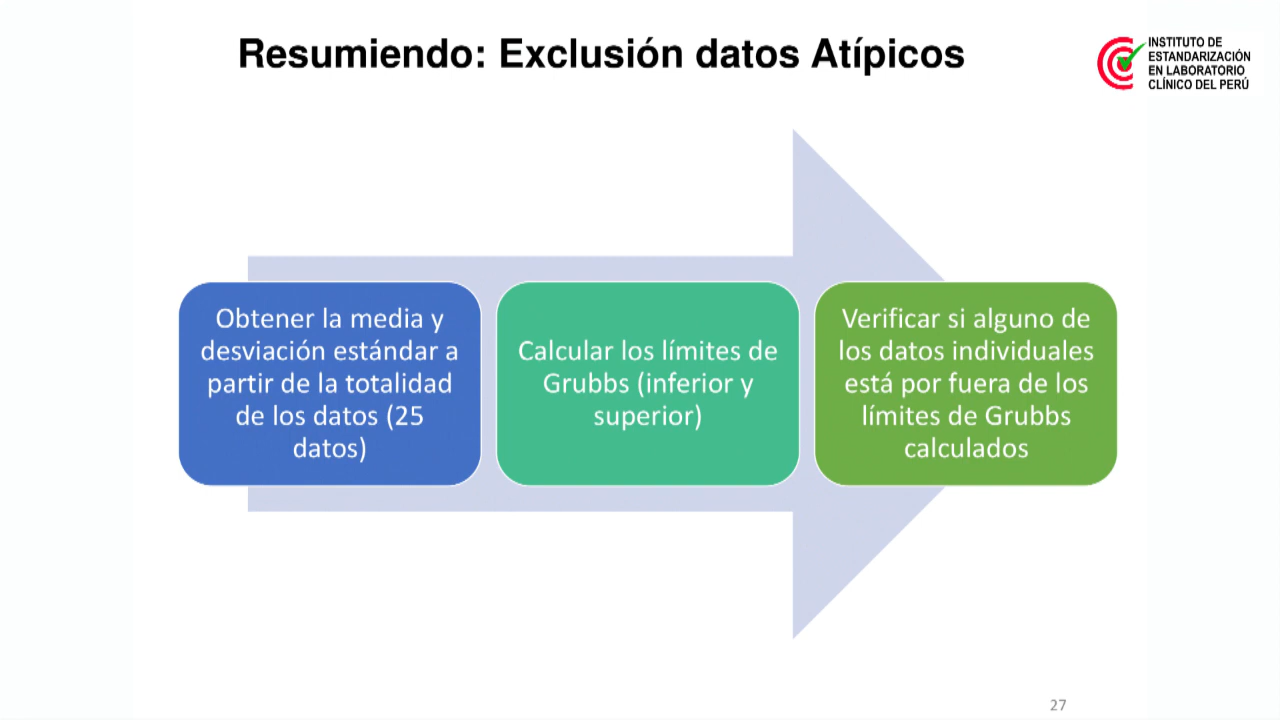 Resumiendo: Exclusión datos Atípicos
INSTITUTO DE
ESTANDARIZACIÓN
EN LABORATORIO
CLÍNICO DEL PERÚ
Obtener la media y
desviación estándar a
partir de la totalidad
de los datos (25
datos)
Calcular los límites de
Grubbs (inferior y
superior)
Verificar si alguno de
los datos individuales
está por fuera de los
límites de Grubbs
calculados
27